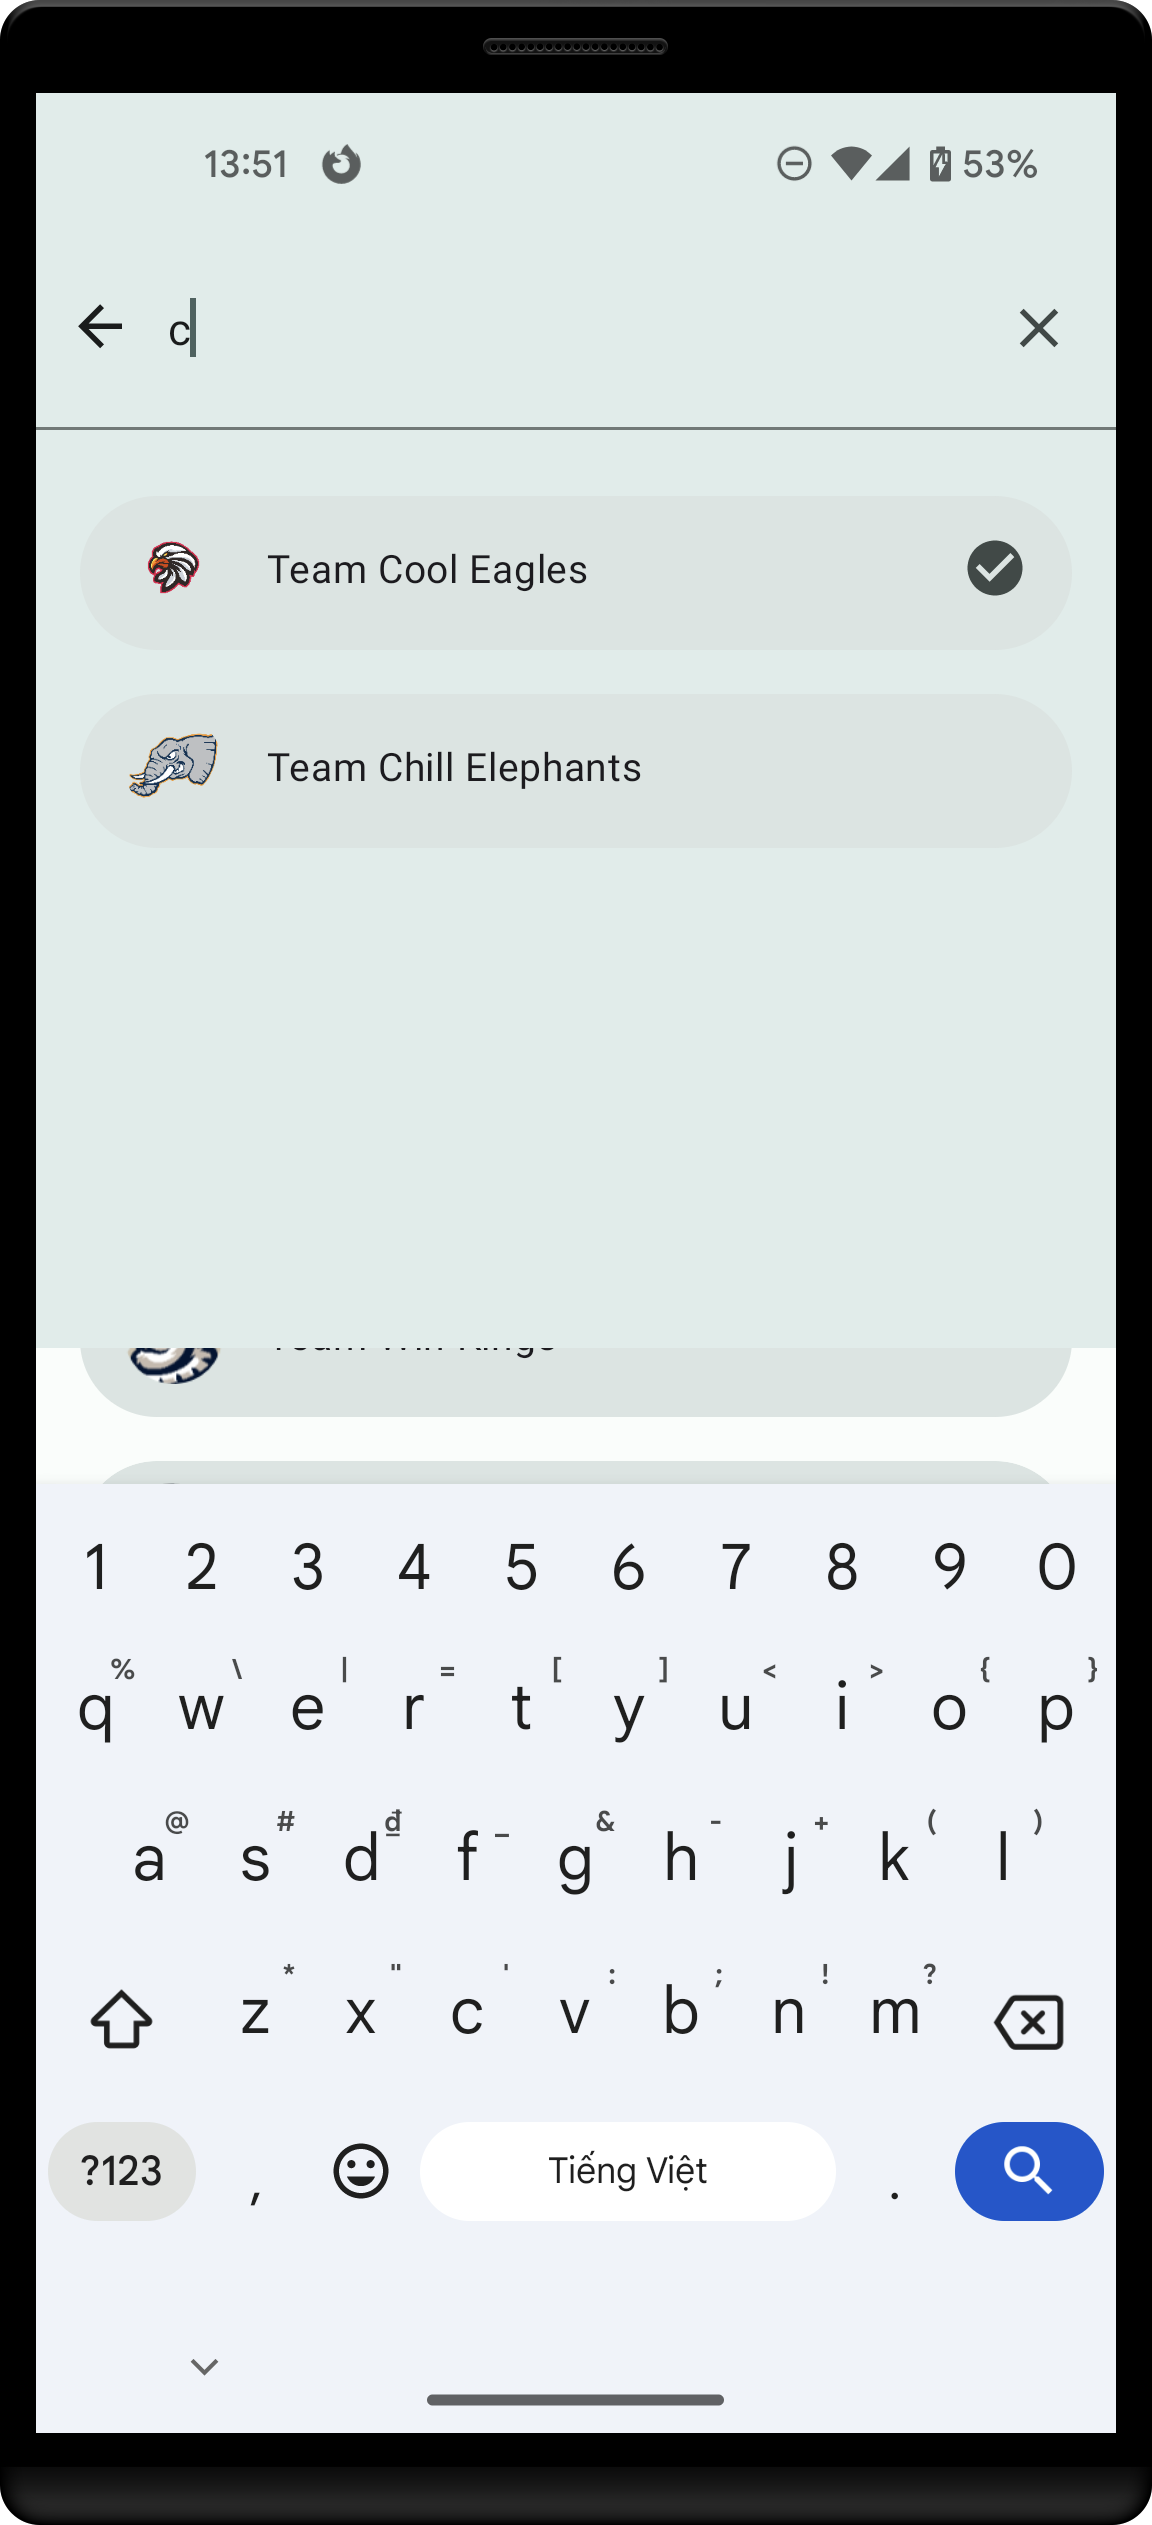 13:51 53%
c
Team Cool Eagles
Team Chill Elephants
1 2 3 4 5 6 7 8 9 0
% \ | = [ ] < > { }
q w e r t y u i o p
@ # ₫ _ & - + ( )
a s d f g h j k l
* " ' : ; ! ?
z x c v b n m
?123 , Tiếng Việt .